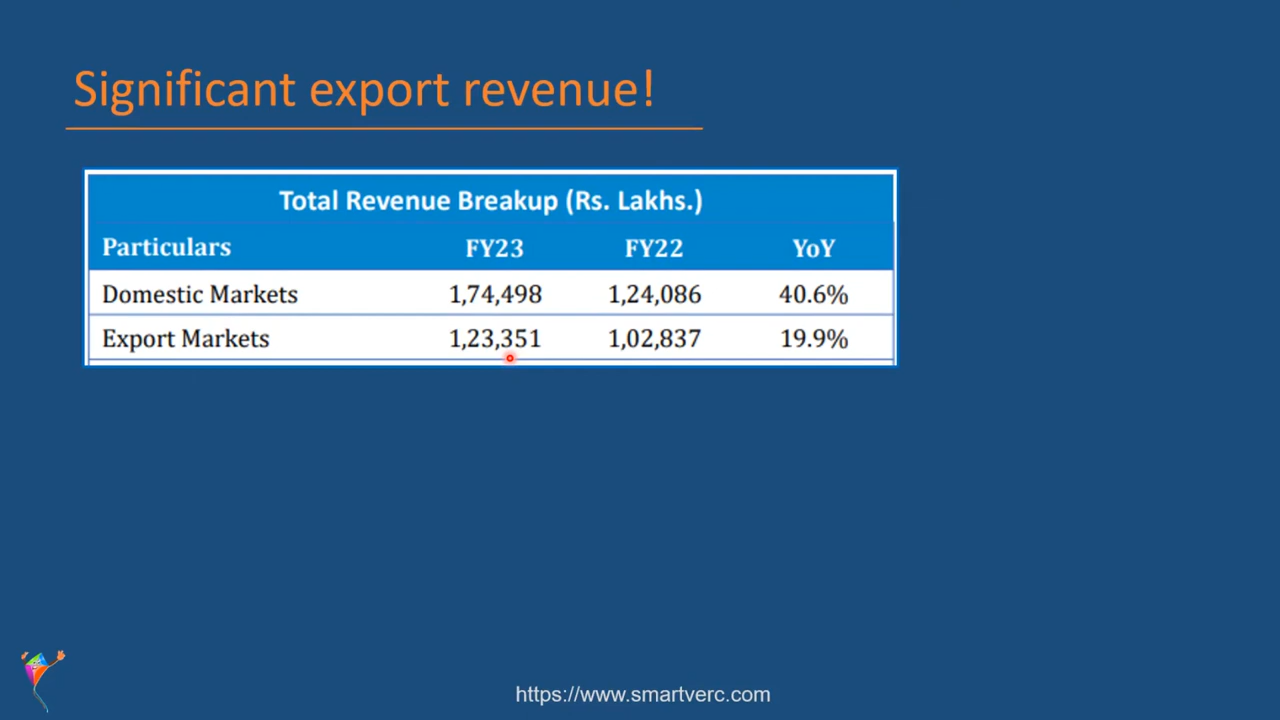 Significant export revenue!
Total Revenue Breakup (Rs. Lakhs.)
Particulars FY23 FY22 YoY
Domestic Markets 1,74,498 1,24,086 40.6%
Export Markets 1,23,351 1,02,837 19.9%
https://www.smartverc.com